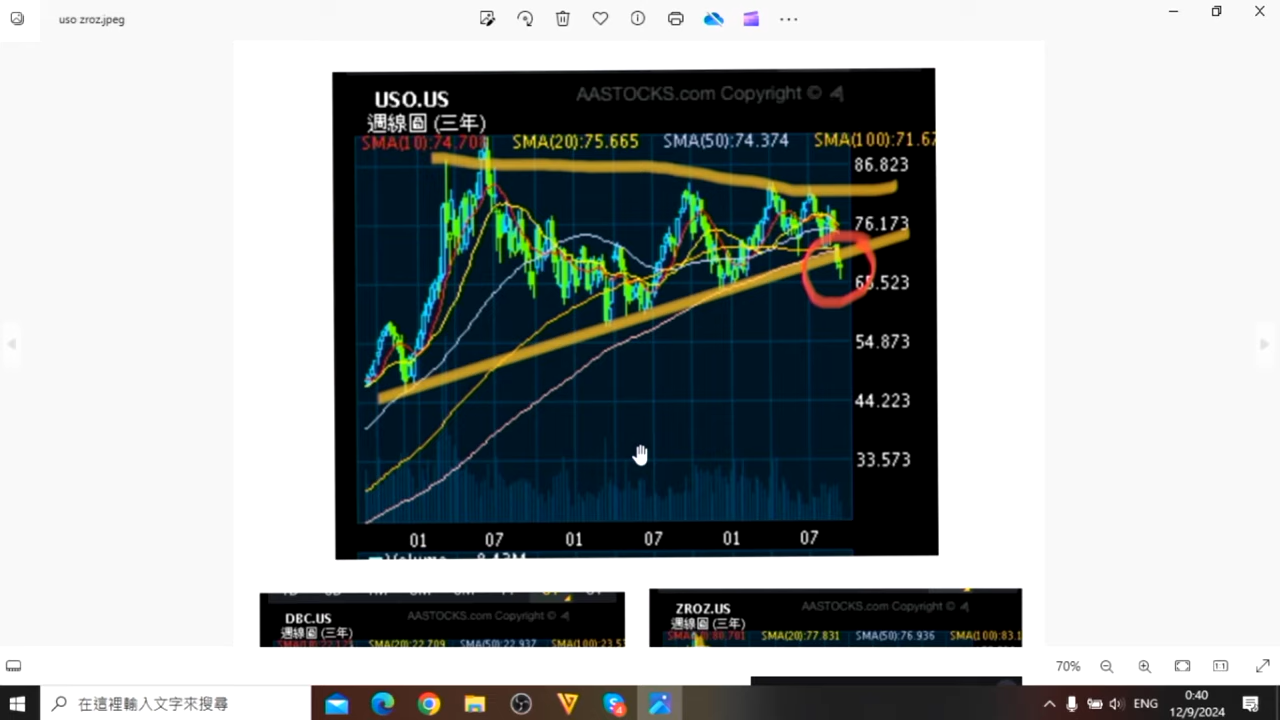 uso zroz.jpeg
USO.US
AASTOCKS.com Copyright ©
週線圖 (三年)
SMA(20):75.665 SMA(50):74.374
86.823
76.173
65.523
54.873
44.223
33.573
01 07 01 07 01 07
DBC.US
AASTOCKS.com Copyright ©
週線圖 (三年)
SMA(20):22.709 SMA(50):22.937
ZROZ.US
AASTOCKS.com Copyright ©
週線圖 (三年)
SMA(20):77.831 SMA(50):76.936
70%
在這裡輸入文字來搜尋
4
ENG
0:40
12/9/2024